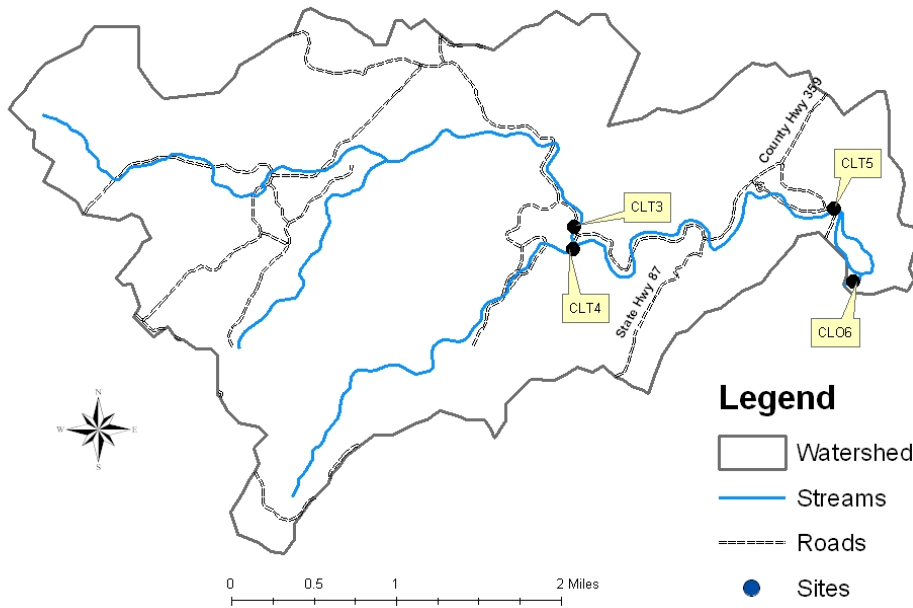 County Hwy 359
CLT5
CLT3
State Hwy 87
CLT4
CLO6
N
W
E
S
Legend
Watershed
Streams
Roads
Sites
0 0.5 1 2 Miles